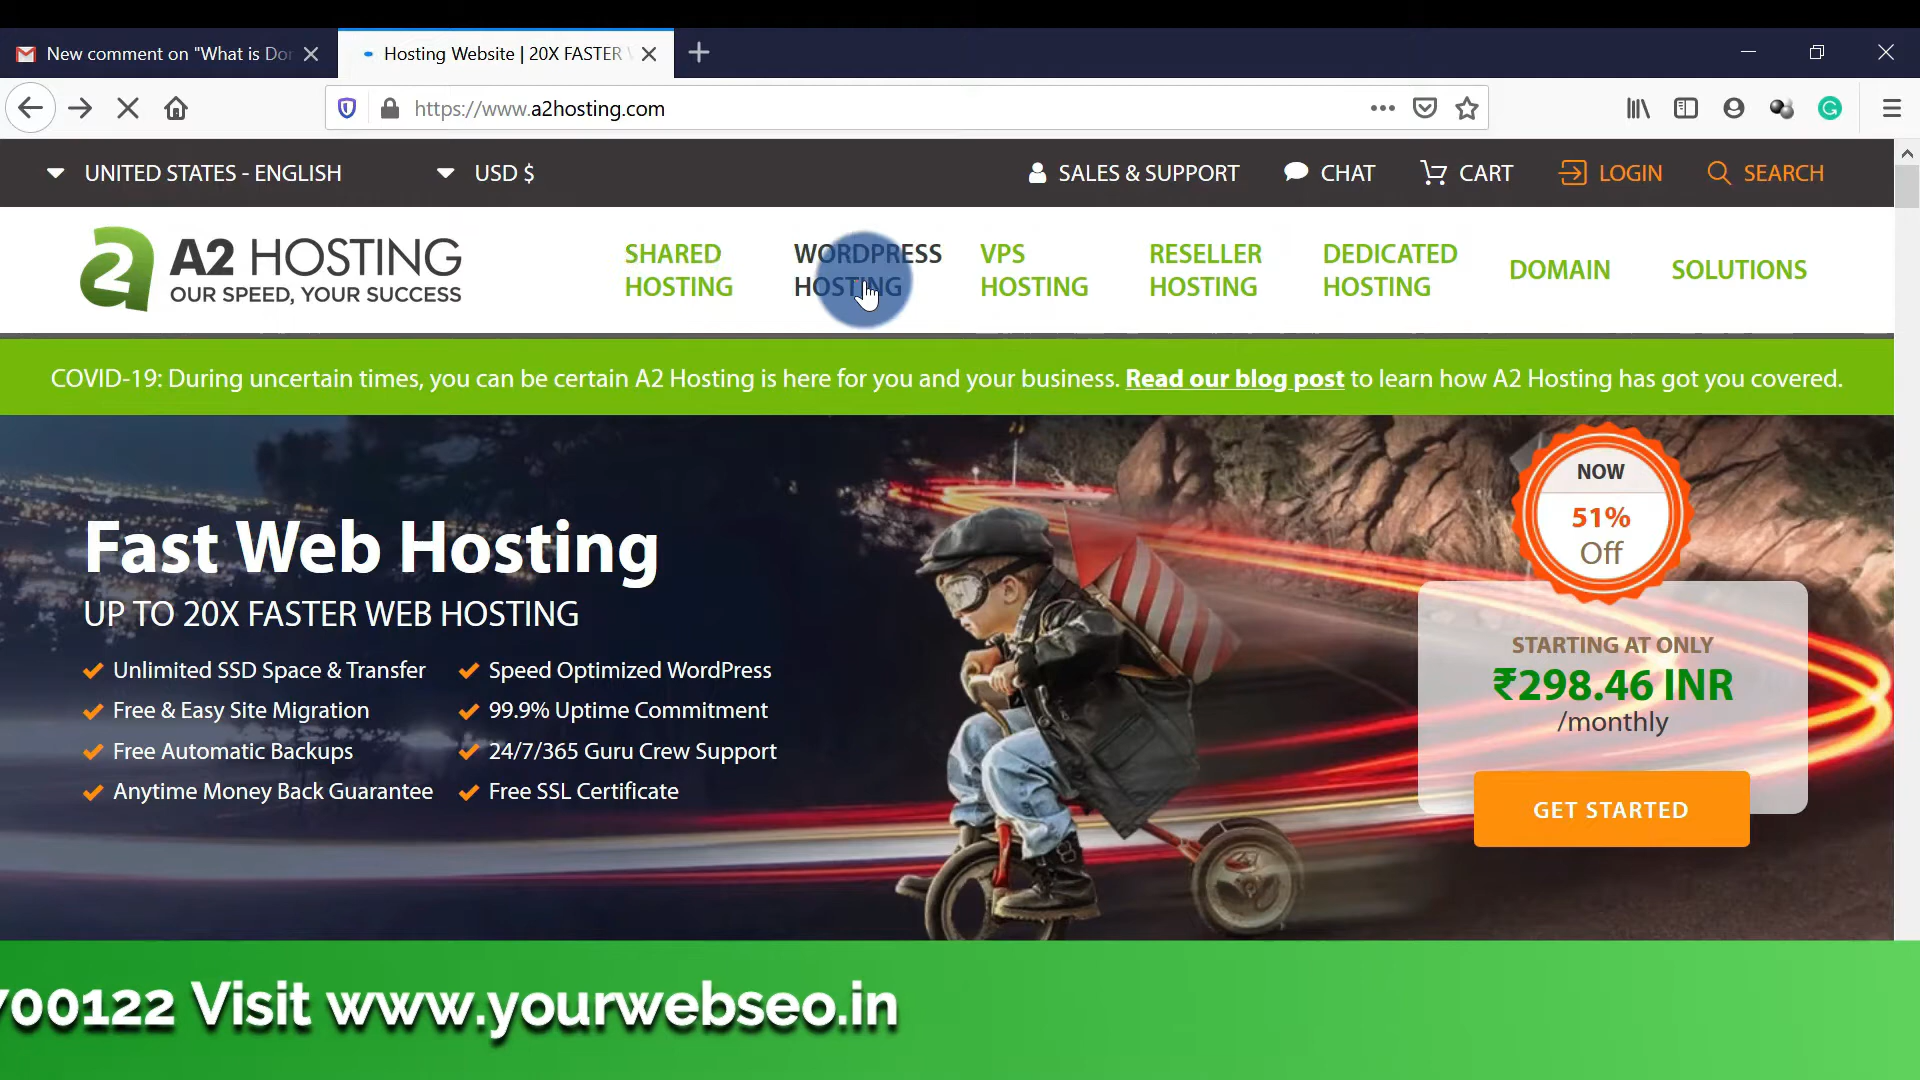 New comment on "What is Do
Hosting Website | 20X FASTER
https://www.a2hosting.com
UNITED STATES - ENGLISH
USD $
SALES & SUPPORT
CHAT
CART
LOGIN
SEARCH
A2 HOSTING
OUR SPEED, YOUR SUCCESS
SHARED
HOSTING
WORDPRESS
HOSTING
VPS
HOSTING
RESELLER
HOSTING
DEDICATED
HOSTING
DOMAIN
SOLUTIONS
COVID-19: During uncertain times, you can be certain A2 Hosting is here for you and your business. Read our blog post to learn how A2 Hosting has got you covered.
Fast Web Hosting
UP TO 20X FASTER WEB HOSTING
Unlimited SSD Space & Transfer
Free & Easy Site Migration
Free Automatic Backups
Anytime Money Back Guarantee
Speed Optimized WordPress
99.9% Uptime Commitment
24/7/365 Guru Crew Support
Free SSL Certificate
NOW
51%
Off
STARTING AT ONLY
₹298.46 INR
/monthly
GET STARTED
700122 Visit www.yourwebseo.in